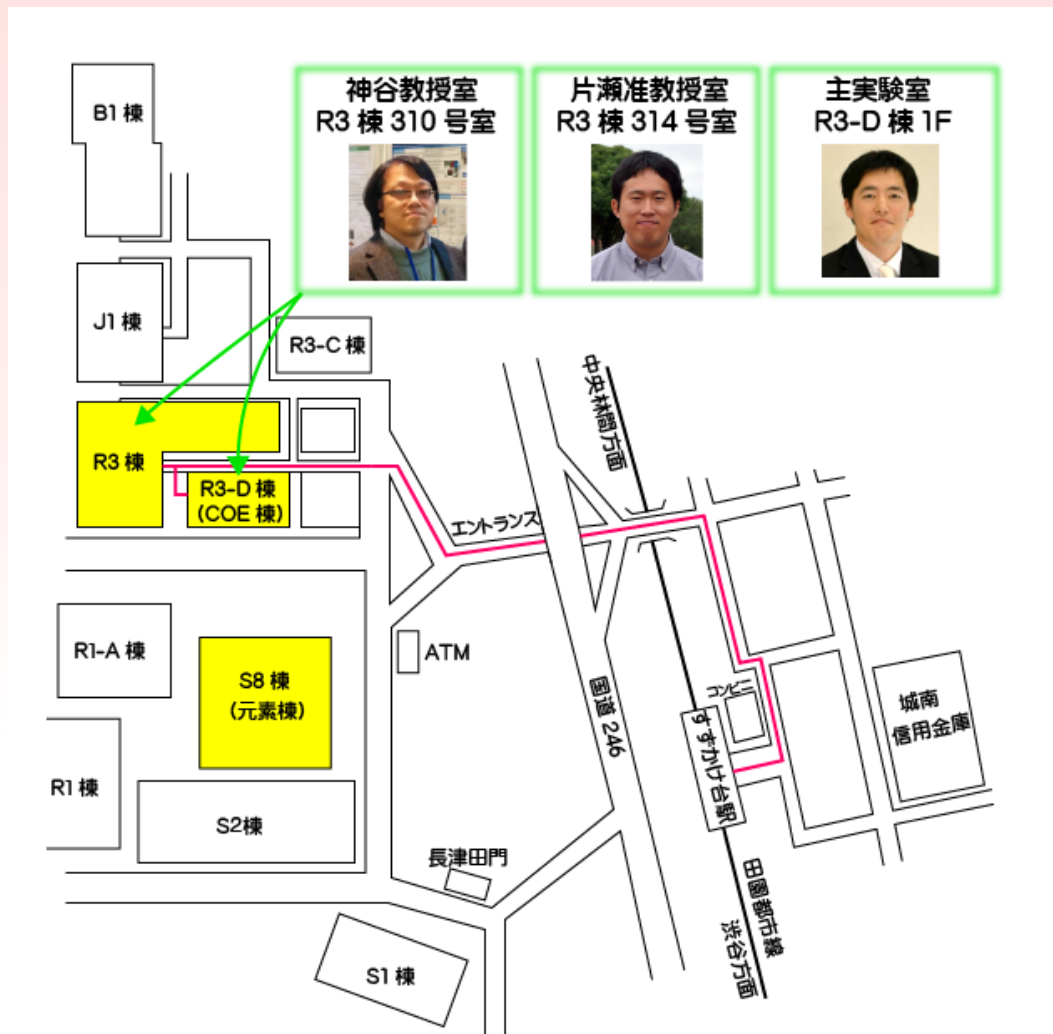 神谷教授室
R3 棟 310 号室
片瀬准教授室
R3 棟 314 号室
主実験室
R3-D 棟 1F
B1 棟
J1 棟
R3-C 棟
中央林間方面
R3 棟
R3-D 棟
(COE 棟)
エントランス
R1-A 棟
ATM
S8 棟
(元素棟)
国道 246
コンビニ
すずかけ台駅
城南
信用金庫
R1 棟
S2棟
長津田門
田園都市線
渋谷方面
S1 棟